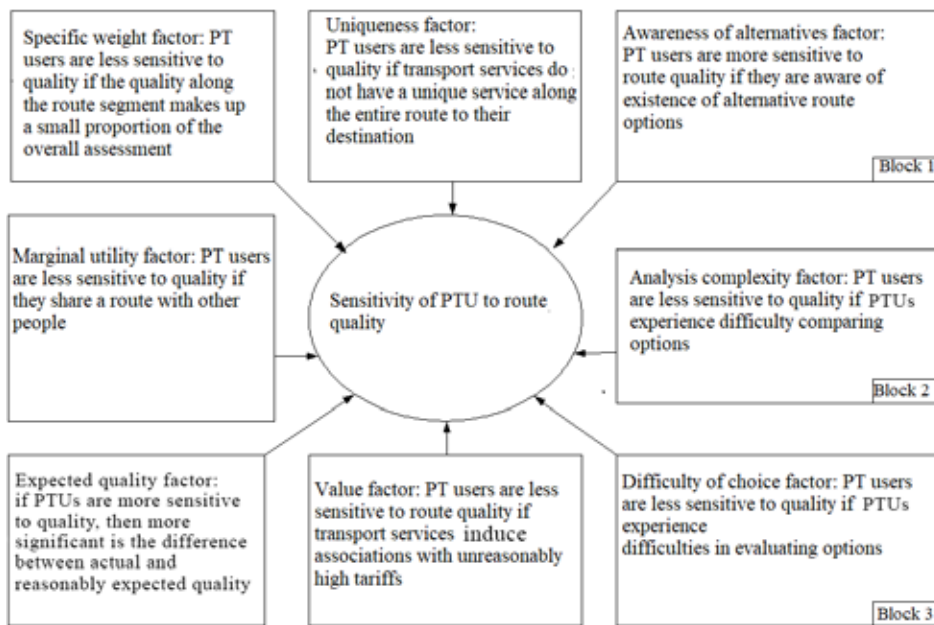 Specific weight factor: PT
users are less sensitive to
quality if the quality along
the route segment makes up
a small proportion of the
overall assessment
Uniqueness factor:
PT users are less sensitive to
quality if transport services do
not have a unique service along
the entire route to their
destination
Awareness of alternatives factor:
PT users are more sensitive to
route quality if they are aware of
existence of alternative route
options
Block 1
Marginal utility factor: PT users
are less sensitive to quality if
they share a route with other
people
Sensitivity of PTU to route
quality
Analysis complexity factor: PT users
are less sensitive to quality if PTUs
experience difficulty comparing
options
Block 2
Expected quality factor:
if PTUs are more sensitive
to quality, then more
significant is the difference
between actual and
reasonably expected quality
Value factor: PT users are less
sensitive to route quality if
transport services induce
associations with unreasonably
high tariffs
Difficulty of choice factor: PT users
are less sensitive to quality if PTUs
experience
difficulties in evaluating options
Block 3